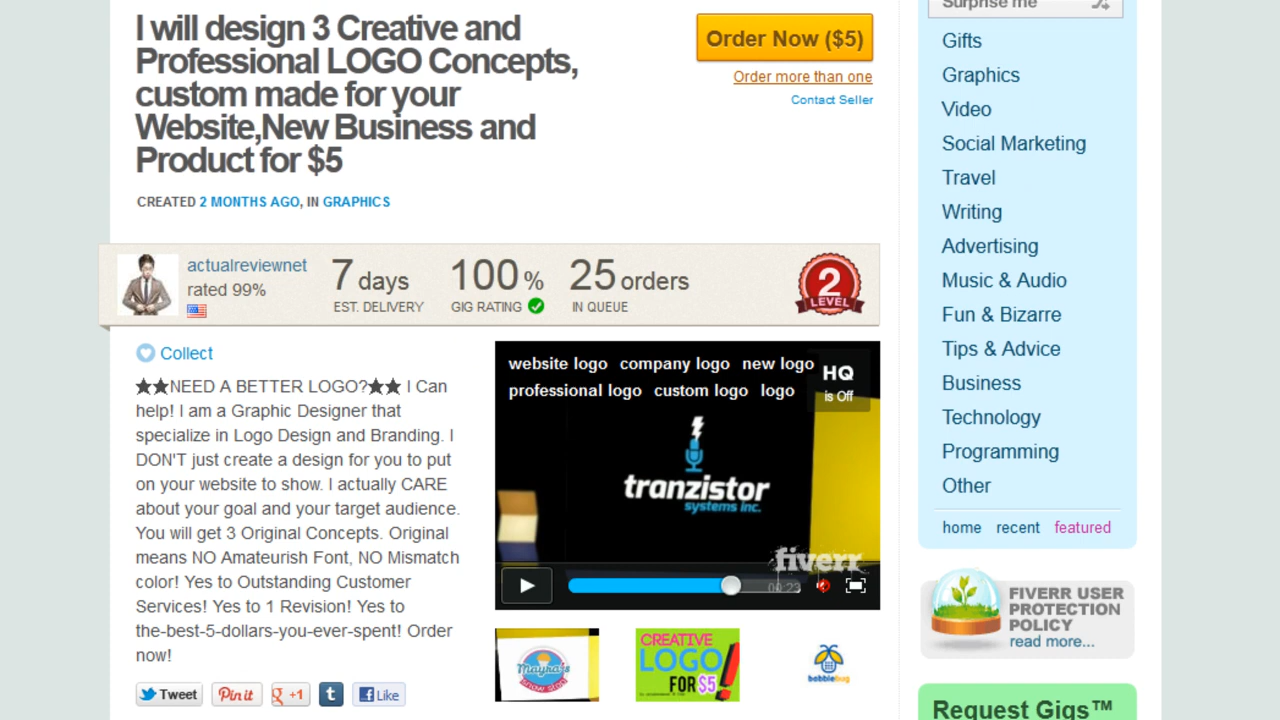 I will design 3 Creative and
Professional LOGO Concepts,
custom made for your
Website,New Business and
Product for $5
CREATED 2 MONTHS AGO, IN GRAPHICS
Order Now ($5)
Order more than one
Contact Seller
actualreviewnet
rated 99%
7 days
EST. DELIVERY
100 %
GIG RATING
25 orders
IN QUEUE
2
LEVEL
Collect
★★NEED A BETTER LOGO?★★ I Can
help! I am a Graphic Designer that
specialize in Logo Design and Branding. I
DON'T just create a design for you to put
on your website to show. I actually CARE
about your goal and your target audience.
You will get 3 Original Concepts. Original
means NO Amateurish Font, NO Mismatch
color! Yes to Outstanding Customer
Services! Yes to 1 Revision! Yes to
the-best-5-dollars-you-ever-spent! Order
now!
Tweet
Pin it
g +1
t
f Like
website logo company logo new logo
professional logo custom logo logo
HQ
is Off
tranzistor
systems inc.
fiverr
00:23
CREATIVE
LOGO
FOR $5
bobblebug
Surprise me
Gifts
Graphics
Video
Social Marketing
Travel
Writing
Advertising
Music & Audio
Fun & Bizarre
Tips & Advice
Business
Technology
Programming
Other
home recent featured
FIVERR USER
PROTECTION
POLICY
read more...
Request Gigs™